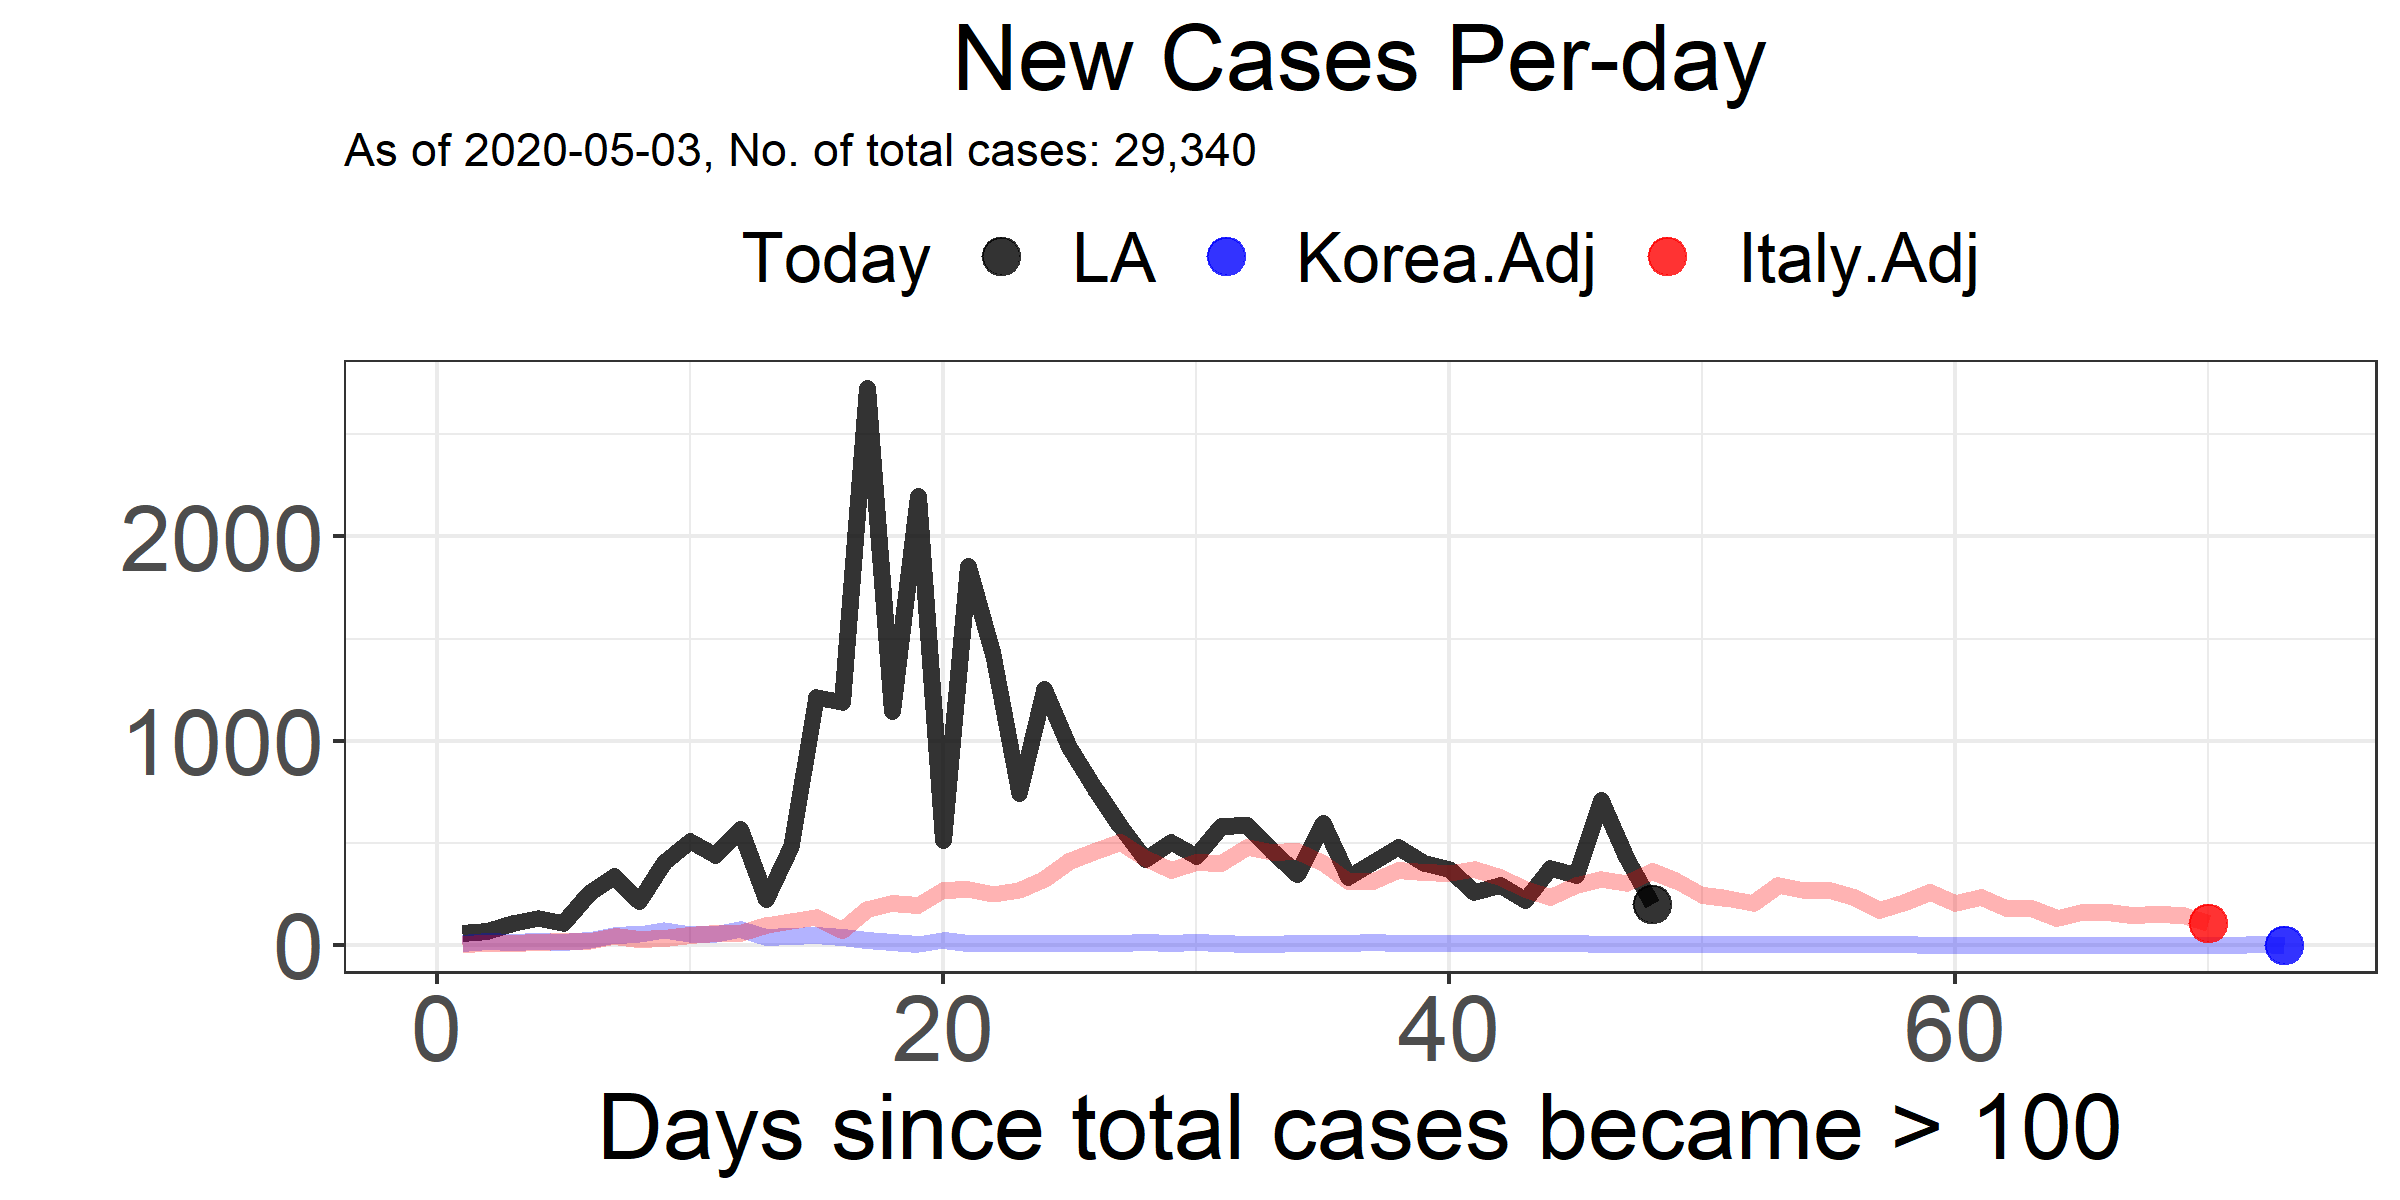 New Cases Per-day
As of 2020-05-03, No. of total cases: 29,340
Today LA Korea.Adj Italy.Adj
2000
1000
0
0 20 40 60
Days since total cases became > 100